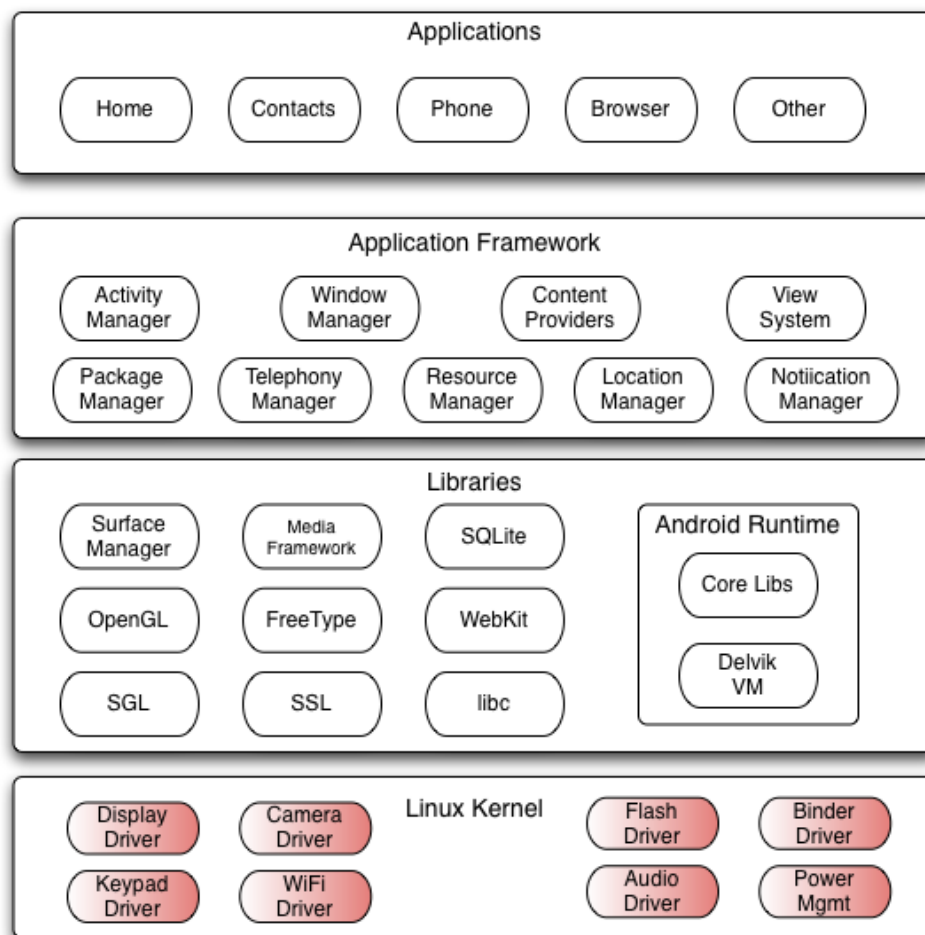 Applications
Home
Contacts
Phone
Browser
Other
Application Framework
Activity
Manager
Window
Manager
Content
Providers
View
System
Package
Manager
Telephony
Manager
Resource
Manager
Location
Manager
Notiication
Manager
Libraries
Surface
Manager
Media
Framework
SQLite
OpenGL
FreeType
WebKit
SGL
SSL
libc
Android Runtime
Core Libs
Delvik
VM
Linux Kernel
Display
Driver
Camera
Driver
Flash
Driver
Binder
Driver
Keypad
Driver
WiFi
Driver
Audio
Driver
Power
Mgmt